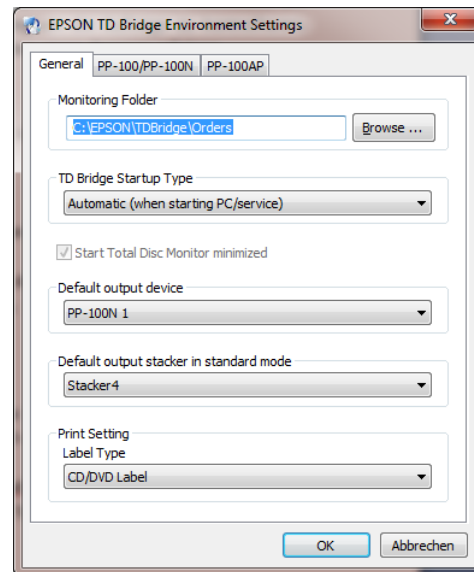 EPSON TD Bridge Environment Settings
General PP-100/PP-100N PP-100AP
Monitoring Folder
C:\EPSON\TDBridge\Orders Browse ...
TD Bridge Startup Type
Automatic (when starting PC/service)
Start Total Disc Monitor minimized
Default output device
PP-100N 1
Default output stacker in standard mode
Stacker4
Print Setting
Label Type
CD/DVD Label
OK Abbrechen